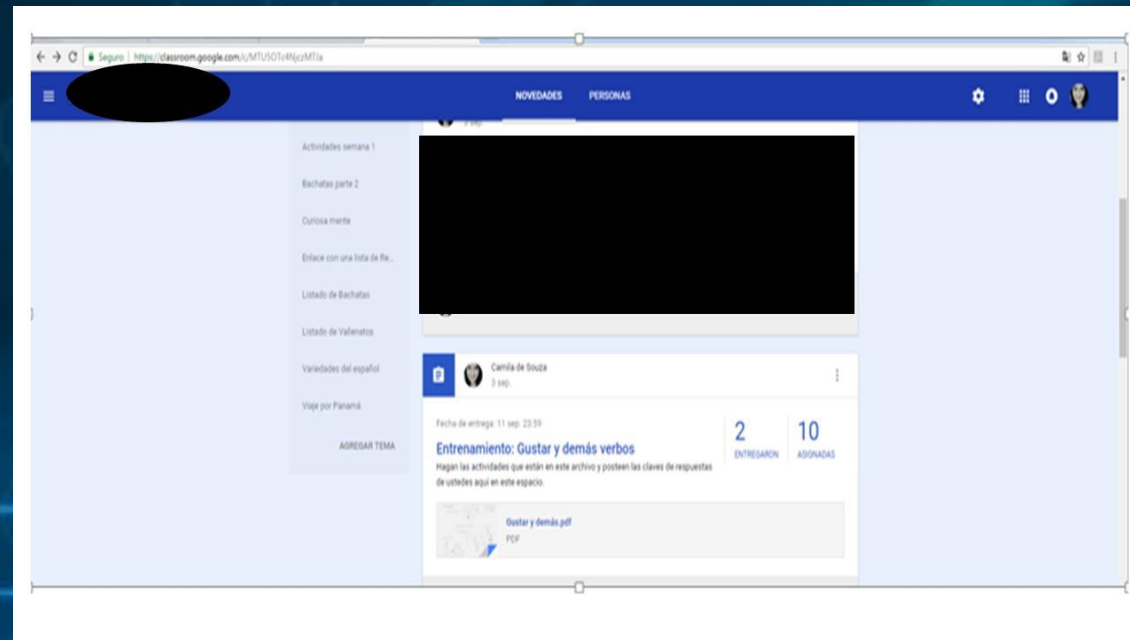 Seguro
NOVEDADES PERSONAS
3 sep.
Actividades semana 1
Bachatas parte 2
Curiosa mente
Enlace con una lista de Re...
Listado de Bachatas
Listado de Vallenatos
Variedades del español
Viaje por Panamá
AGREGAR TEMA
Camila de Souza
3 sep.
Fecha de entrega: 11 sep. 23:59
Entrenamiento: Gustar y demás verbos
Hagan las actividades que están en este archivo y posteen las claves de respuestas
de ustedes aquí en este espacio.
2 10
ENTREGARON ASIGNADAS
Gustar y demás.pdf
PDF